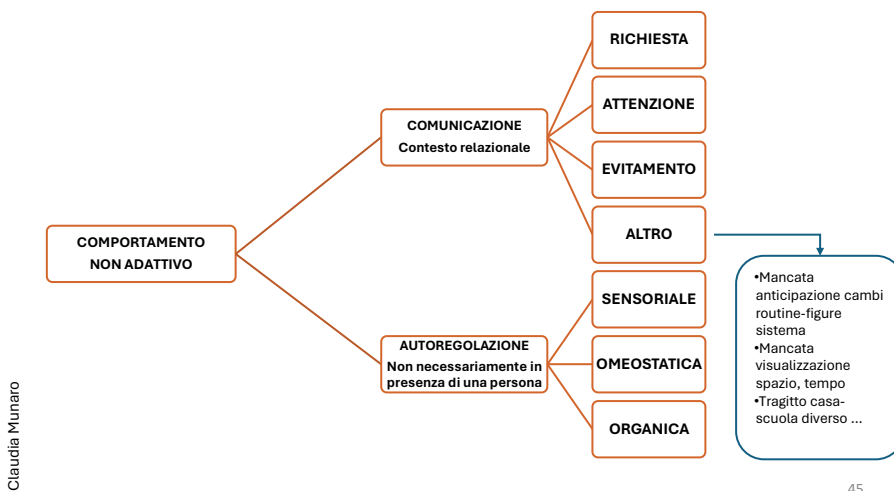 COMPORTAMENTO
NON ADATTIVO
COMUNICAZIONE
Contesto relazionale
RICHIESTA
ATTENZIONE
EVITAMENTO
ALTRO
•Mancata
anticipazione cambi
routine-figure
sistema
•Mancata
visualizzazione
spazio, tempo
•Tragitto casa-
scuola diverso ...
AUTOREGOLAZIONE
Non necessariamente in
presenza di una persona
SENSORIALE
OMEOSTATICA
ORGANICA
Claudia Munaro
45